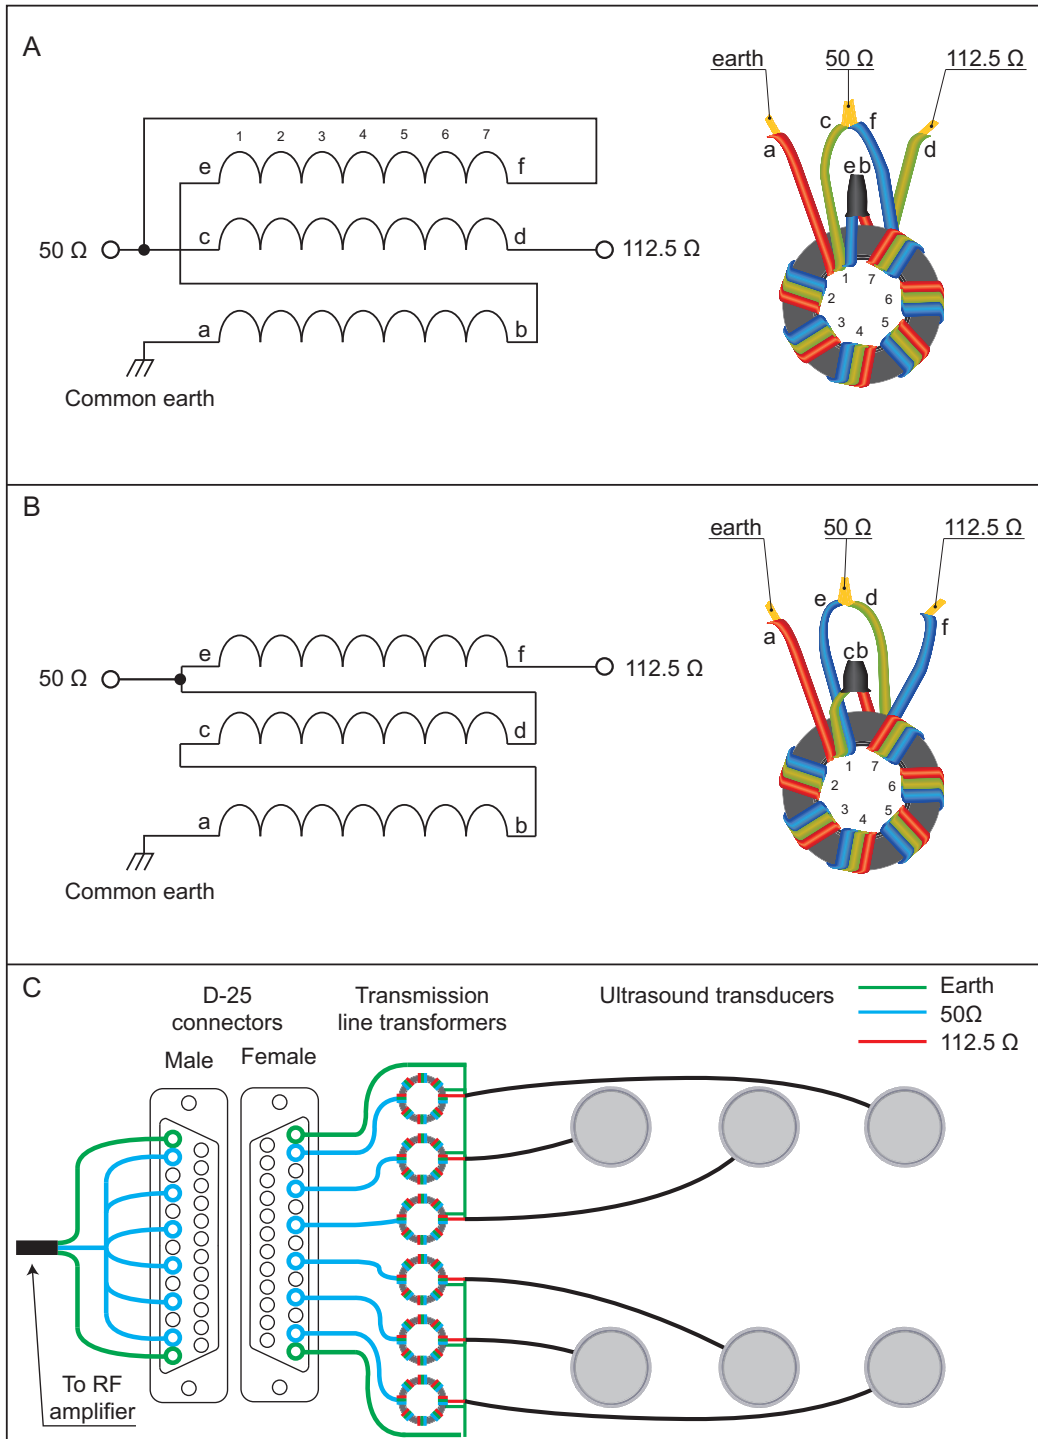 A
earth
50 Ω
112.5 Ω
1 2 3 4 5 6 7
e
f
c
f
a
d
e b
50 Ω
c
d
112.5 Ω
a
b
1
7
2
6
3
5
4
Common earth
B
earth
50 Ω
112.5 Ω
e
d
a
f
c b
e
f
50 Ω
112.5 Ω
c
d
a
b
1
7
2
6
3
5
4
Common earth
C
D-25
connectors
Transmission
line transformers
Ultrasound transducers
Earth
50Ω
112.5 Ω
Male
Female
To RF
amplifier